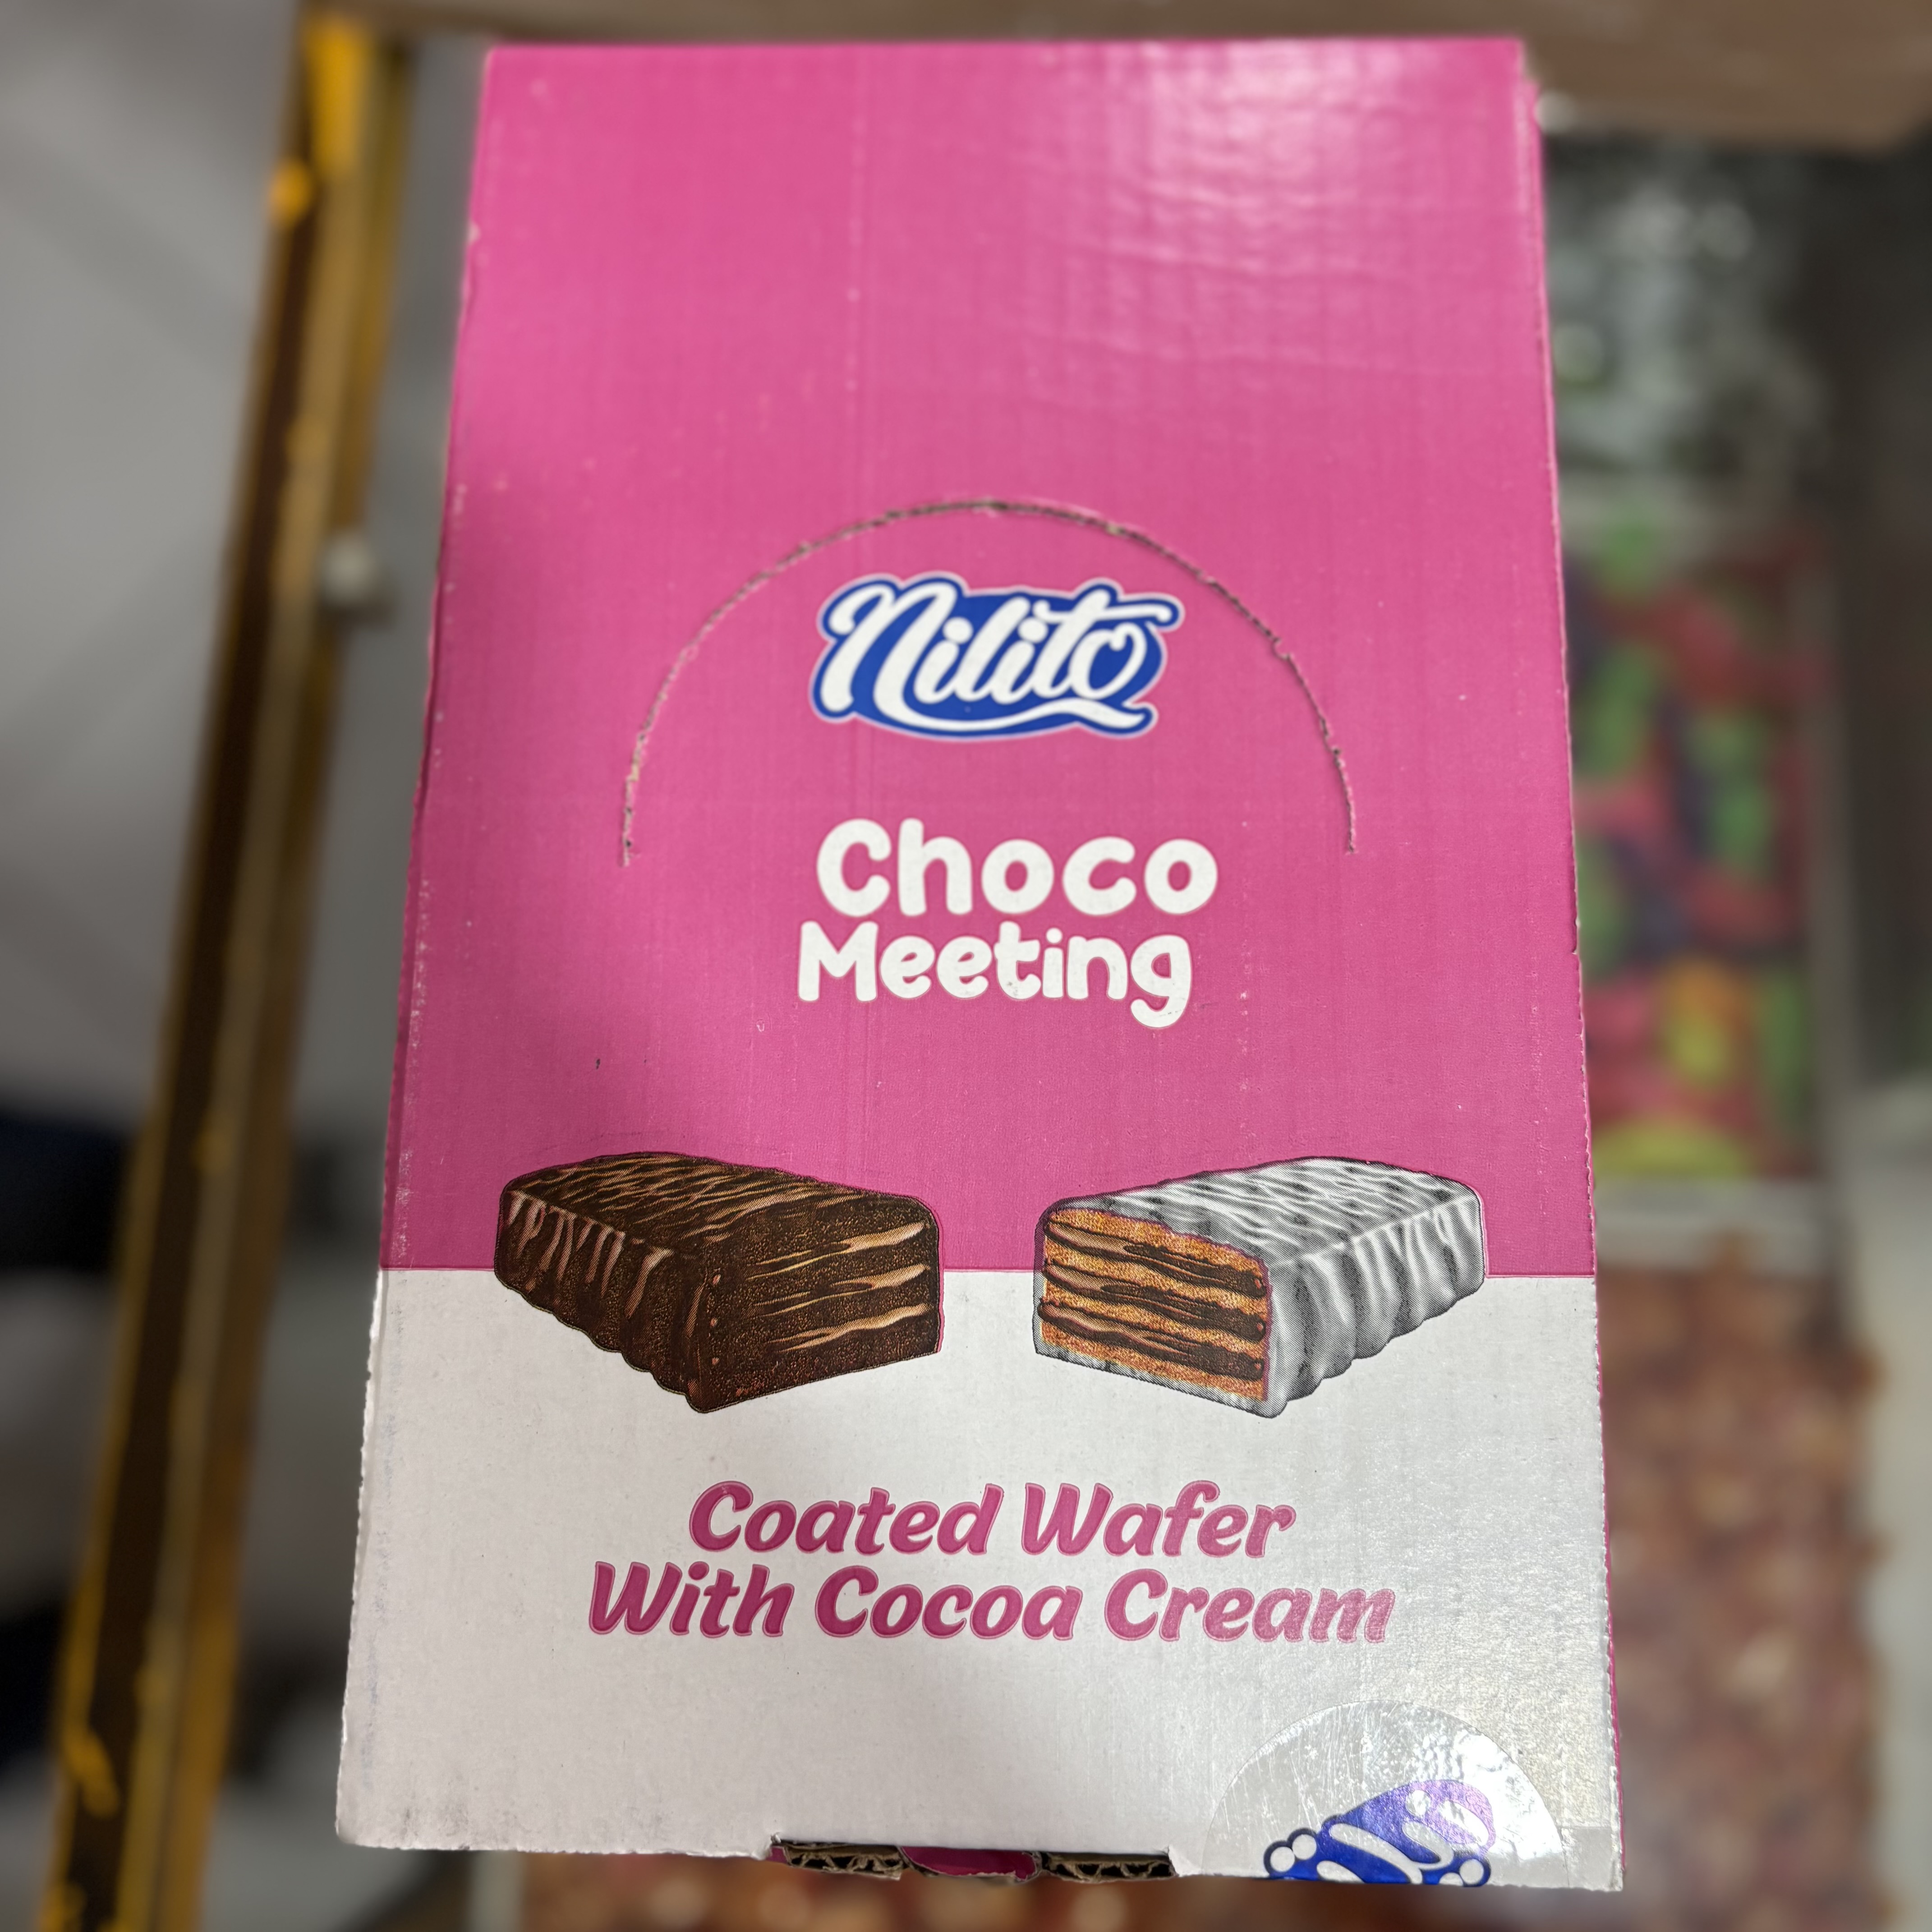 Nilito
Choco
Meeting
Coated Wafer
With Cocoa Cream